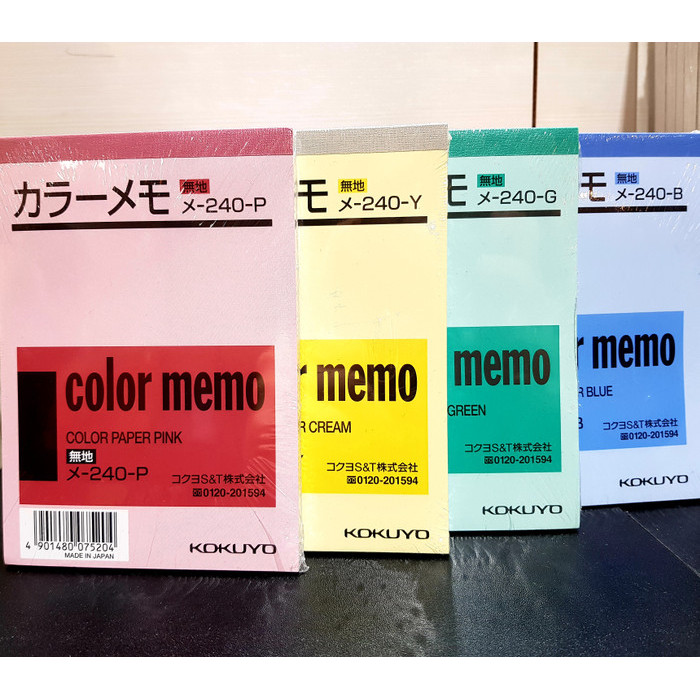 カラーメモ
無地
メ-240-P
color memo
COLOR PAPER PINK
無地
メ-240-P
コクヨS&T株式会社
0120-201594
4 901480 075204
MADE IN JAPAN
KOKUYO
モ
無地
メ-240-Y
memo
CREAM
コクヨS&T株式会社
0120-201594
KOKUYO
モ
無地
メ-240-G
memo
GREEN
コクヨS&T株式会社
0120-201594
KOKUYO
モ
無地
メ-240-B
r memo
R BLUE
B
コクヨS&T株式会社
0120-201594
KOKUYO